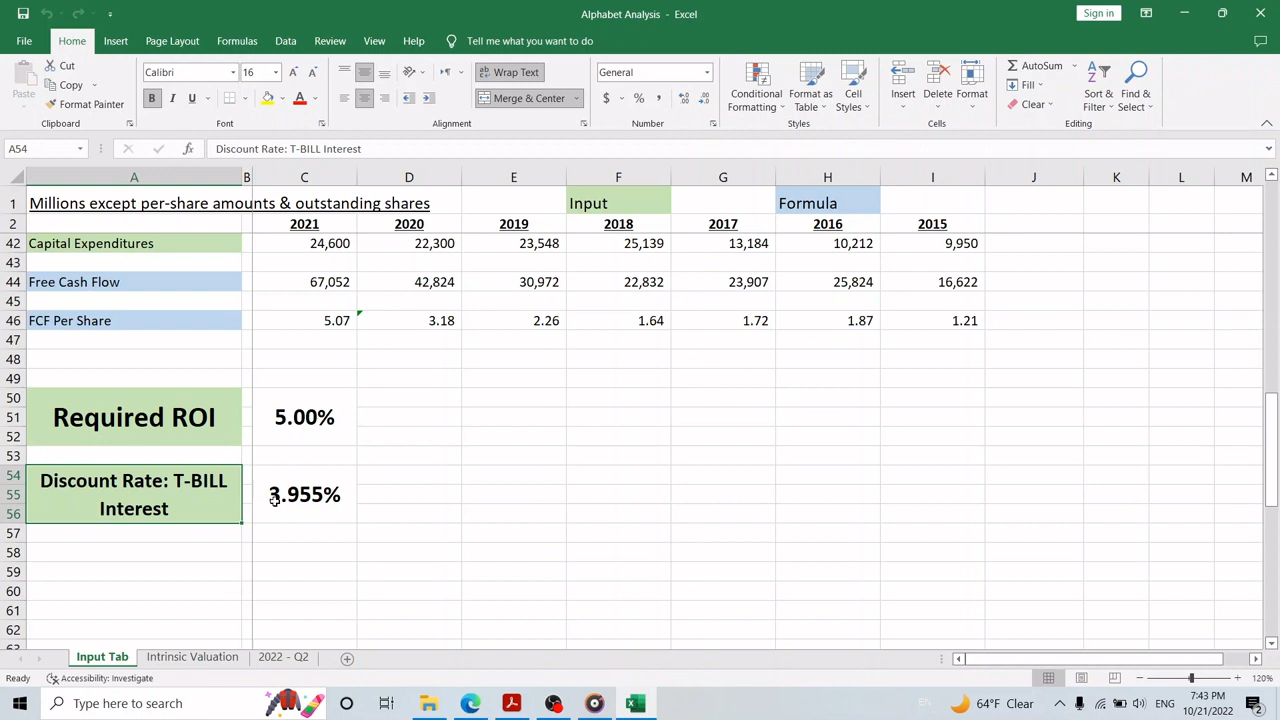 Alphabet Analysis - Excel
Sign in
File Home Insert Page Layout Formulas Data Review View Help Tell me what you want to do
Paste
Cut
Copy
Format Painter
Calibri 16
B I U
Wrap Text
Merge & Center
General
$ % ,
Conditional Formatting
Format as Table
Cell Styles
Insert
Delete
Format
AutoSum
Fill
Clear
Sort & Filter
Find & Select
Clipboard Font Alignment Number Styles Cells Editing
A54 fx Discount Rate: T-BILL Interest
A B C D E F G H I J K L M
1 Millions except per-share amounts & outstanding shares Input Formula
2 2021 2020 2019 2018 2017 2016 2015
42 Capital Expenditures 24,600 22,300 23,548 25,139 13,184 10,212 9,950
43
44 Free Cash Flow 67,052 42,824 30,972 22,832 23,907 25,824 16,622
45
46 FCF Per Share 5.07 3.18 2.26 1.64 1.72 1.87 1.21
47
48
49
50
51 Required ROI 5.00%
52
53
54 Discount Rate: T-BILL
55 3.955%
56 Interest
57
58
59
60
61
62
Input Tab Intrinsic Valuation 2022 - Q2
Ready Accessibility: Investigate 120%
Type here to search
64°F Clear
7:43 PM
10/21/2022
2